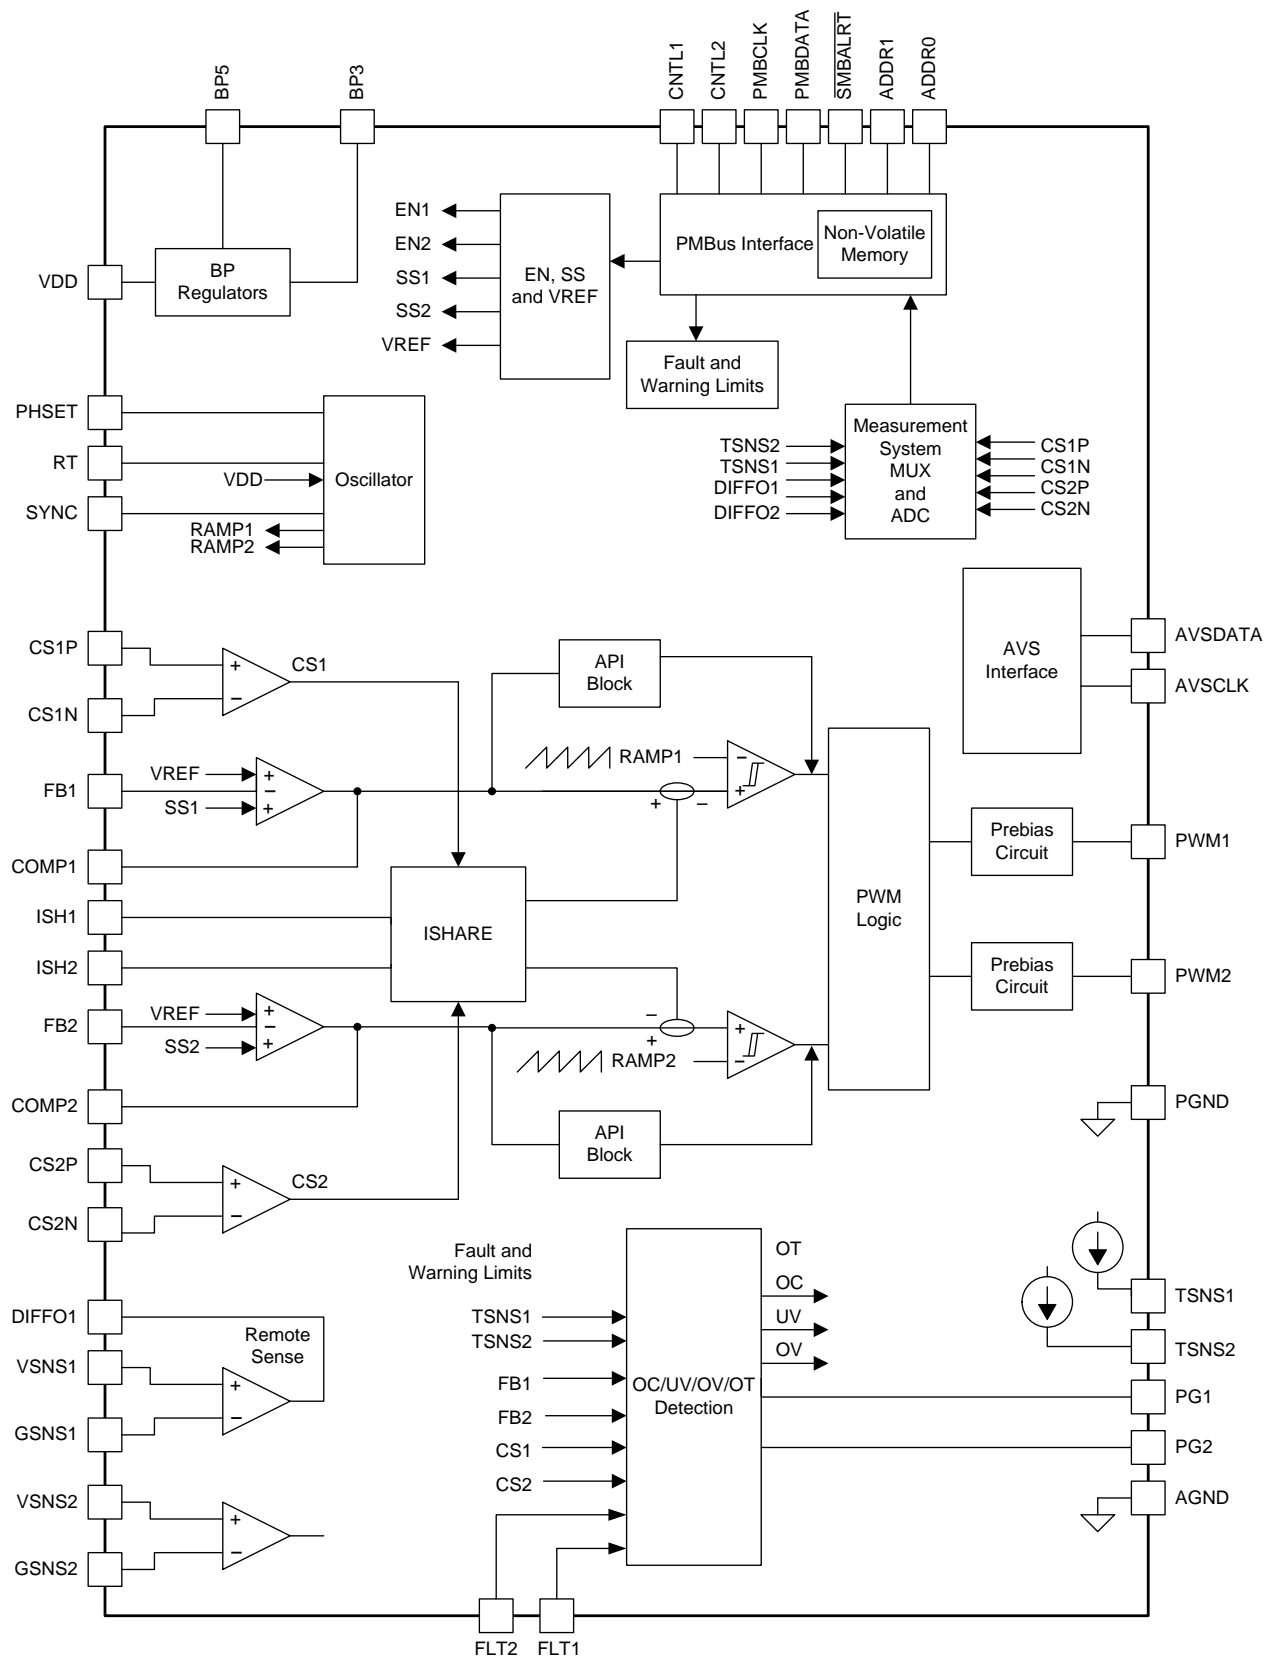 BP5
BP3
CNTL1
CNTL2
PMBCLK
PMBDATA
SMBALRT
ADDR1
ADDR0
VDD
BP
Regulators
EN1
EN2
SS1
SS2
VREF
EN, SS
and VREF
PMBus Interface
Non-Volatile
Memory
Fault and
Warning Limits
PHSET
RT
SYNC
VDD
RAMP1
RAMP2
Oscillator
TSNS2
TSNS1
DIFFO1
DIFFO2
Measurement
System
MUX
and
ADC
CS1P
CS1N
CS2P
CS2N
AVS
Interface
AVSDATA
AVSCLK
CS1P
CS1N
+
−
CS1
API
Block
FB1
VREF
SS1
+
−
+
RAMP1
−
+
+
−
COMP1
ISH1
ISH2
ISHARE
PWM
Logic
Prebias
Circuit
PWM1
Prebias
Circuit
PWM2
FB2
VREF
SS2
+
−
+
−
+
RAMP2
+
−
COMP2
API
Block
PGND
CS2P
CS2N
+
−
CS2
DIFFO1
VSNS1
GSNS1
+
−
Remote
Sense
VSNS2
GSNS2
+
−
Fault and
Warning Limits
TSNS1
TSNS2
FB1
FB2
CS1
CS2
OC/UV/OV/OT
Detection
OT
OC
UV
OV
TSNS1
TSNS2
PG1
PG2
AGND
FLT2
FLT1